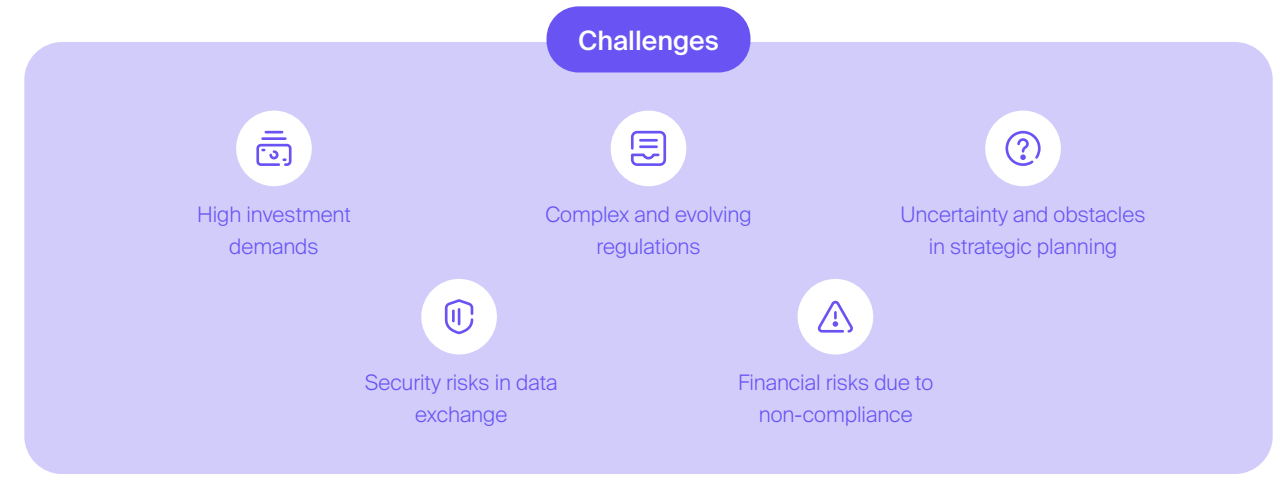 Challenges
High investment
demands
Complex and evolving
regulations
Uncertainty and obstacles
in strategic planning
Security risks in data
exchange
Financial risks due to
non-compliance